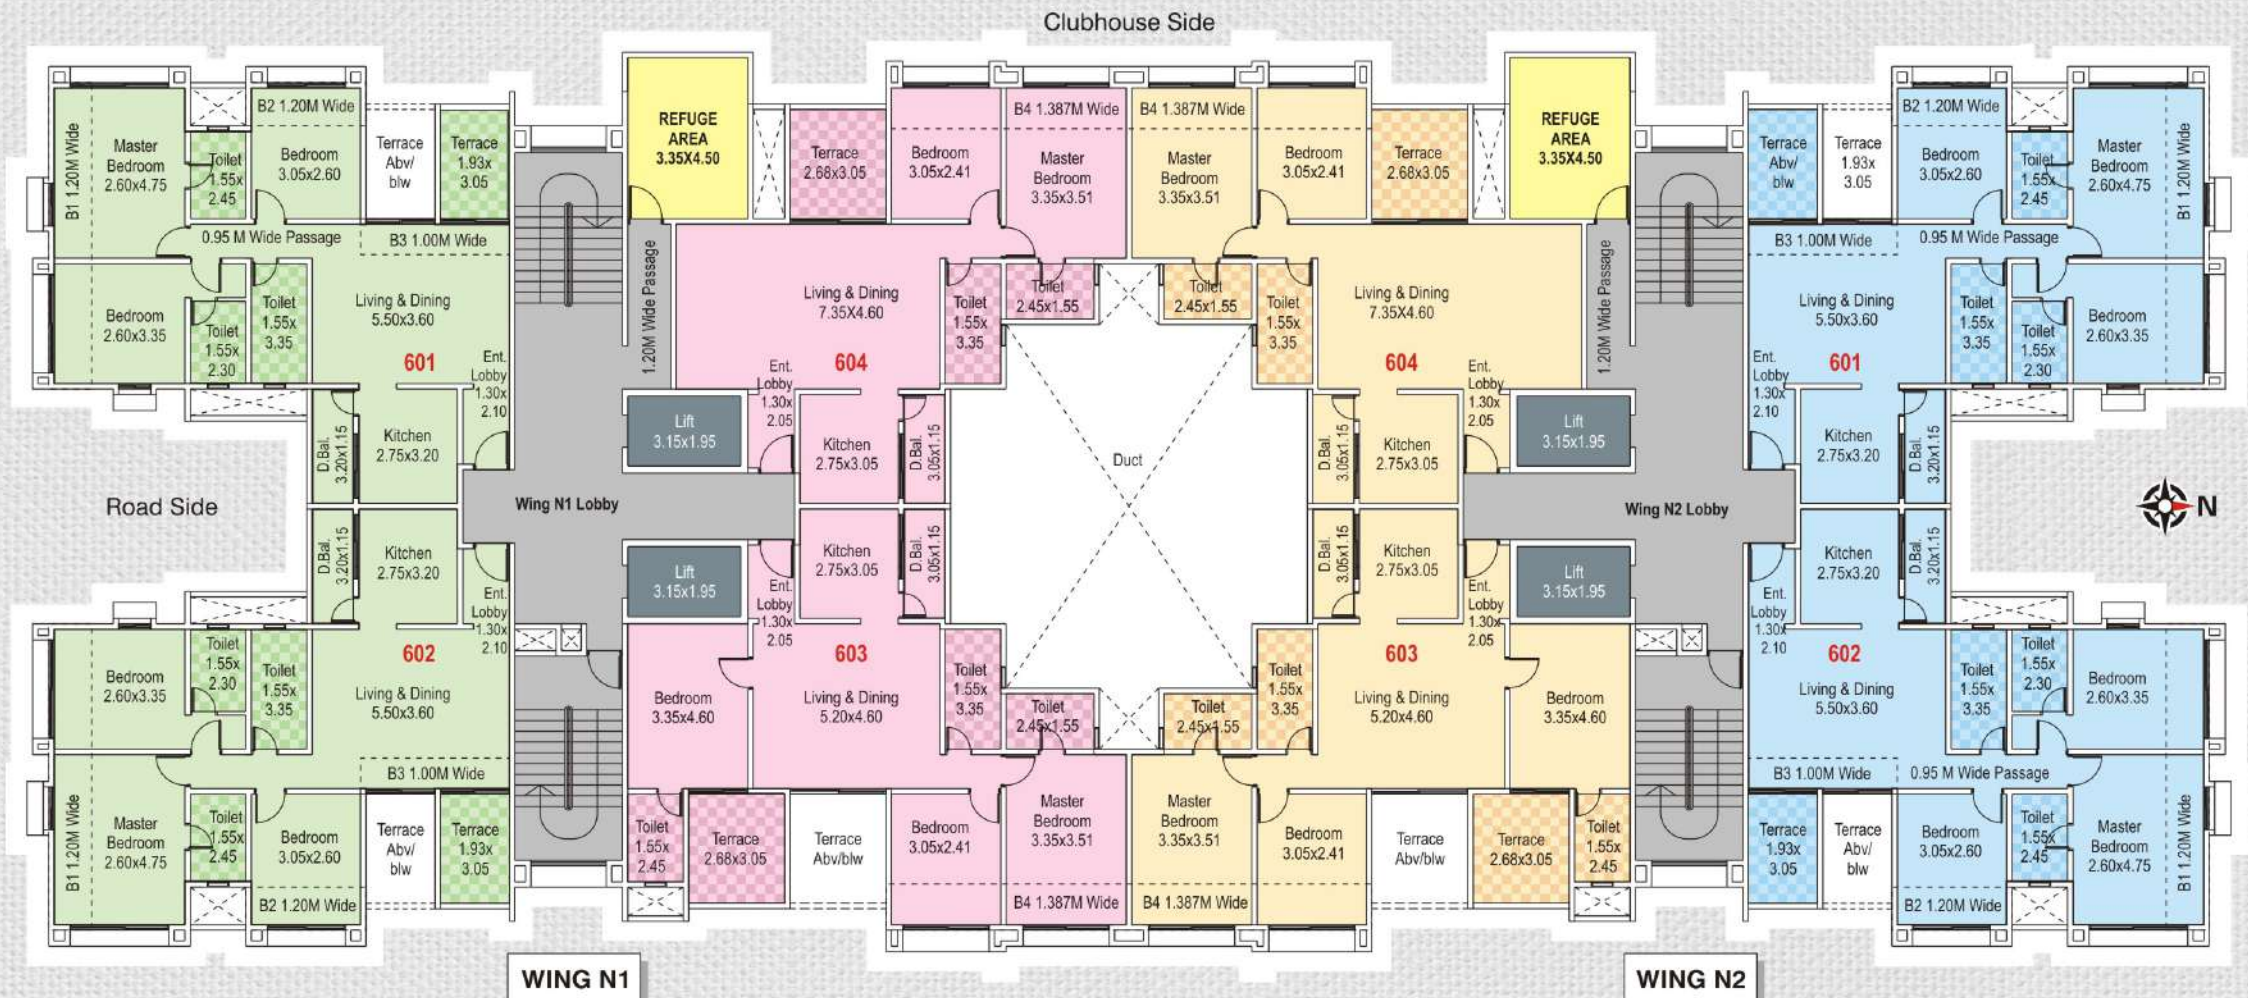 Clubhouse Side
B1 1.20M Wide
Master
Bedroom
2.60x4.75
Toilet
1.55x
2.45
B2 1.20M Wide
Bedroom
3.05x2.60
Terrace
Abv/
blw
Terrace
1.93x
3.05
0.95 M Wide Passage
B3 1.00M Wide
Bedroom
2.60x3.35
Toilet
1.55x
2.30
Toilet
1.55x
3.35
Living & Dining
5.50x3.60
601
Ent.
Lobby
1.30x
2.10
D.Bal.
3.20x1.15
Kitchen
2.75x3.20
REFUGE
AREA
3.35X4.50
1.20M Wide Passage
Terrace
2.68x3.05
Bedroom
3.05x2.41
B4 1.387M Wide
Master
Bedroom
3.35x3.51
Living & Dining
7.35X4.60
604
Toilet
1.55x
3.35
Toilet
2.45x1.55
Ent.
Lobby
1.30x
2.05
Lift
3.15x1.95
Kitchen
2.75x3.05
D.Bal.
3.05x1.15
B4 1.387M Wide
Master
Bedroom
3.35x3.51
Bedroom
3.05x2.41
Terrace
2.68x3.05
REFUGE
AREA
3.35X4.50
1.20M Wide Passage
Toilet
2.45x1.55
Toilet
1.55x
3.35
Living & Dining
7.35X4.60
604
Ent.
Lobby
1.30x
2.05
D.Bal.
3.05x1.15
Kitchen
2.75x3.05
Lift
3.15x1.95
Terrace
Abv/
blw
Terrace
1.93x
3.05
B2 1.20M Wide
Bedroom
3.05x2.60
Toilet
1.55x
2.45
Master
Bedroom
2.60x4.75
B1 1.20M Wide
B3 1.00M Wide
0.95 M Wide Passage
Living & Dining
5.50x3.60
601
Toilet
1.55x
3.35
Toilet
1.55x
2.30
Bedroom
2.60x3.35
Ent.
Lobby
1.30x
2.10
Kitchen
2.75x3.20
D.Bal.
3.20x1.15
Road Side
Wing N1 Lobby
Duct
Wing N2 Lobby
N
D.Bal.
3.20x1.15
Kitchen
2.75x3.20
Ent.
Lobby
1.30x
2.10
Bedroom
2.60x3.35
Toilet
1.55x
2.30
Toilet
1.55x
3.35
602
Living & Dining
5.50x3.60
B3 1.00M Wide
B1 1.20M Wide
Master
Bedroom
2.60x4.75
Toilet
1.55x
2.45
Bedroom
3.05x2.60
B2 1.20M Wide
Terrace
Abv/
blw
Terrace
1.93x
3.05
Lift
3.15x1.95
Ent.
Lobby
1.30x
2.05
Kitchen
2.75x3.05
D.Bal.
3.05x1.15
Bedroom
3.35x4.60
603
Living & Dining
5.20x4.60
Toilet
1.55x
3.35
Toilet
2.45x1.55
Toilet
1.55x
2.45
Terrace
2.68x3.05
Terrace
Abv/blw
Bedroom
3.05x2.41
Master
Bedroom
3.35x3.51
B4 1.387M Wide
D.Bal.
3.05x1.15
Kitchen
2.75x3.05
Ent.
Lobby
1.30x
2.05
Lift
3.15x1.95
Toilet
2.45x1.55
Toilet
1.55x
3.35
603
Living & Dining
5.20x4.60
Bedroom
3.35x4.60
Master
Bedroom
3.35x3.51
B4 1.387M Wide
Bedroom
3.05x2.41
Terrace
Abv/blw
Terrace
2.68x3.05
Toilet
1.55x
2.45
Ent.
Lobby
1.30x
2.10
Kitchen
2.75x3.20
D.Bal.
3.20x1.15
602
Living & Dining
5.50x3.60
Toilet
1.55x
3.35
Toilet
1.55x
2.30
Bedroom
2.60x3.35
B3 1.00M Wide
0.95 M Wide Passage
Terrace
1.93x
3.05
Terrace
Abv/
blw
Bedroom
3.05x2.60
B2 1.20M Wide
Toilet
1.55x
2.45
Master
Bedroom
2.60x4.75
B1 1.20M Wide
WING N1
WING N2